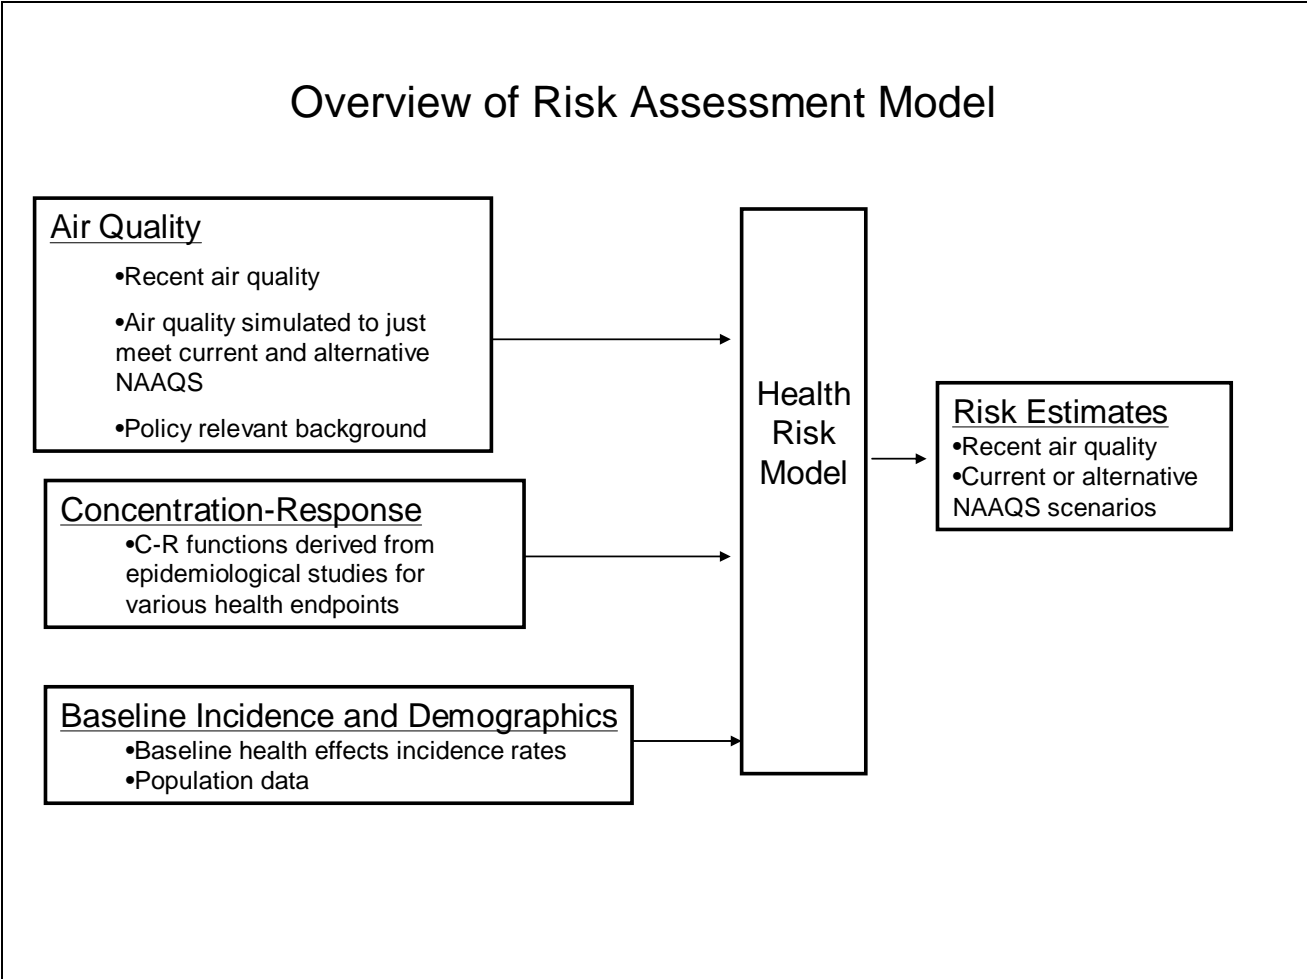 Overview of Risk Assessment Model
Air Quality
•Recent air quality
•Air quality simulated to just
meet current and alternative
NAAQS
•Policy relevant background
Concentration-Response
•C-R functions derived from
epidemiological studies for
various health endpoints
Baseline Incidence and Demographics
•Baseline health effects incidence rates
•Population data
Health
Risk
Model
Risk Estimates
•Recent air quality
•Current or alternative
NAAQS scenarios